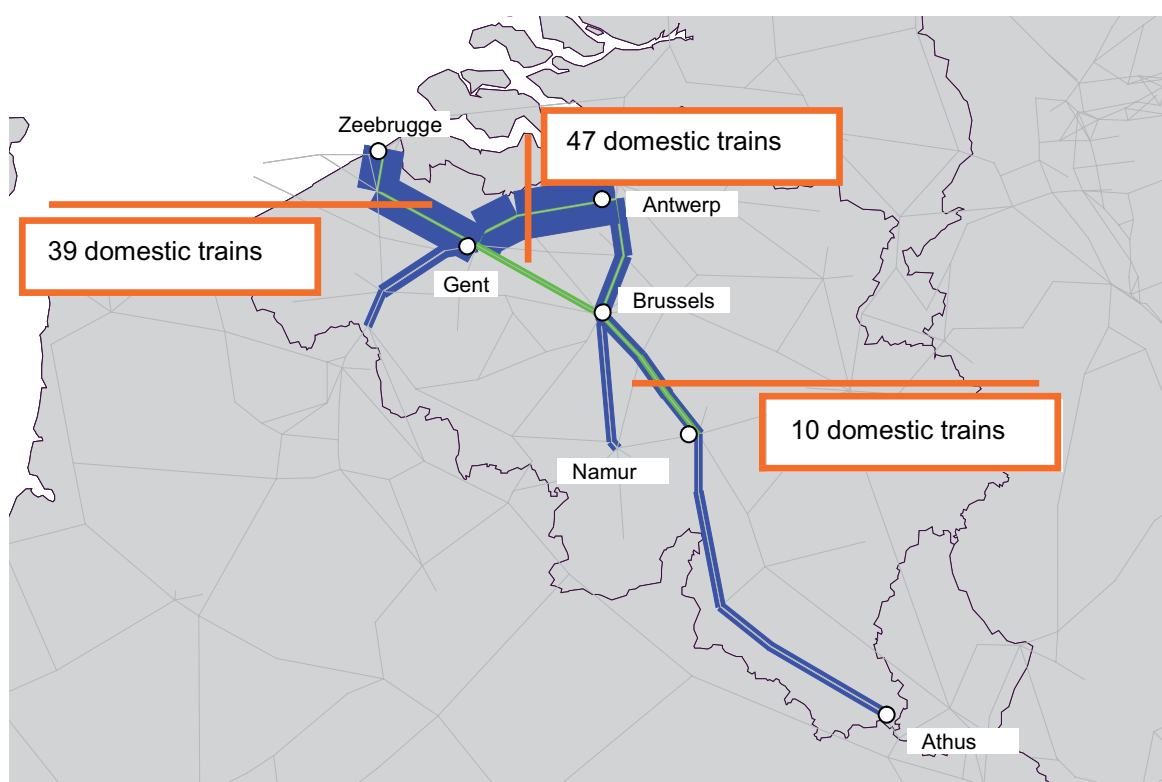 Zeebrugge
47 domestic trains
Antwerp
39 domestic trains
Gent
Brussels
10 domestic trains
Namur
Athus